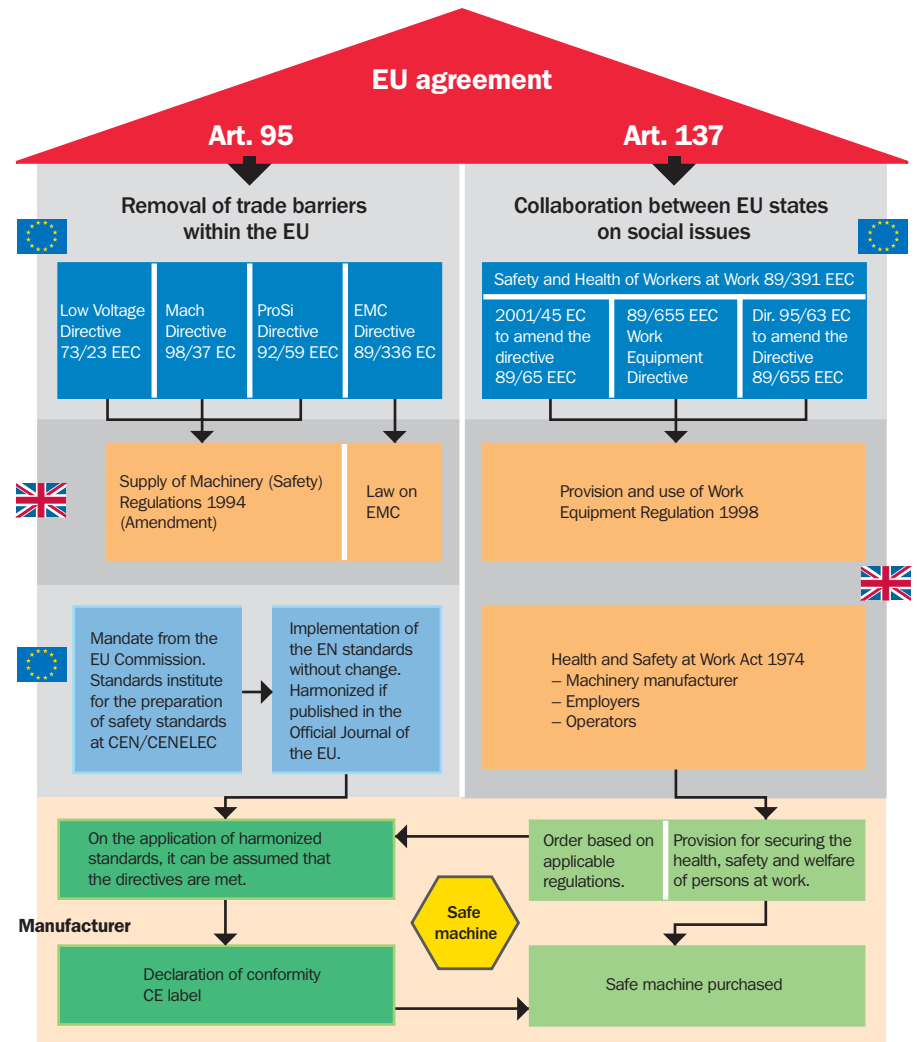 EU agreement
Art. 95
Art. 137
Removal of trade barriers
within the EU
Collaboration between EU states
on social issues
Low Voltage
Directive
73/23 EEC
Mach
Directive
98/37 EC
ProSi
Directive
92/59 EEC
EMC
Directive
89/336 EC
Safety and Health of Workers at Work 89/391 EEC
2001/45 EC
to amend the
directive
89/65 EEC
89/655 EEC
Work
Equipment
Directive
Dir. 95/63 EC
to amend the
Directive
89/655 EEC
Supply of Machinery (Safety)
Regulations 1994
(Amendment)
Law on
EMC
Provision and use of Work
Equipment Regulation 1998
Mandate from the
EU Commission.
Standards institute
for the preparation
of safety standards
at CEN/CENELEC
Implementation of
the EN standards
without change.
Harmonized if
published in the
Official Journal of
the EU.
Health and Safety at Work Act 1974
– Machinery manufacturer
– Employers
– Operators
On the application of harmonized
standards, it can be assumed that
the directives are met.
Order based on
applicable
regulations.
Provision for securing the
health, safety and welfare
of persons at work.
Manufacturer
Safe
machine
Declaration of conformity
CE label
Safe machine purchased